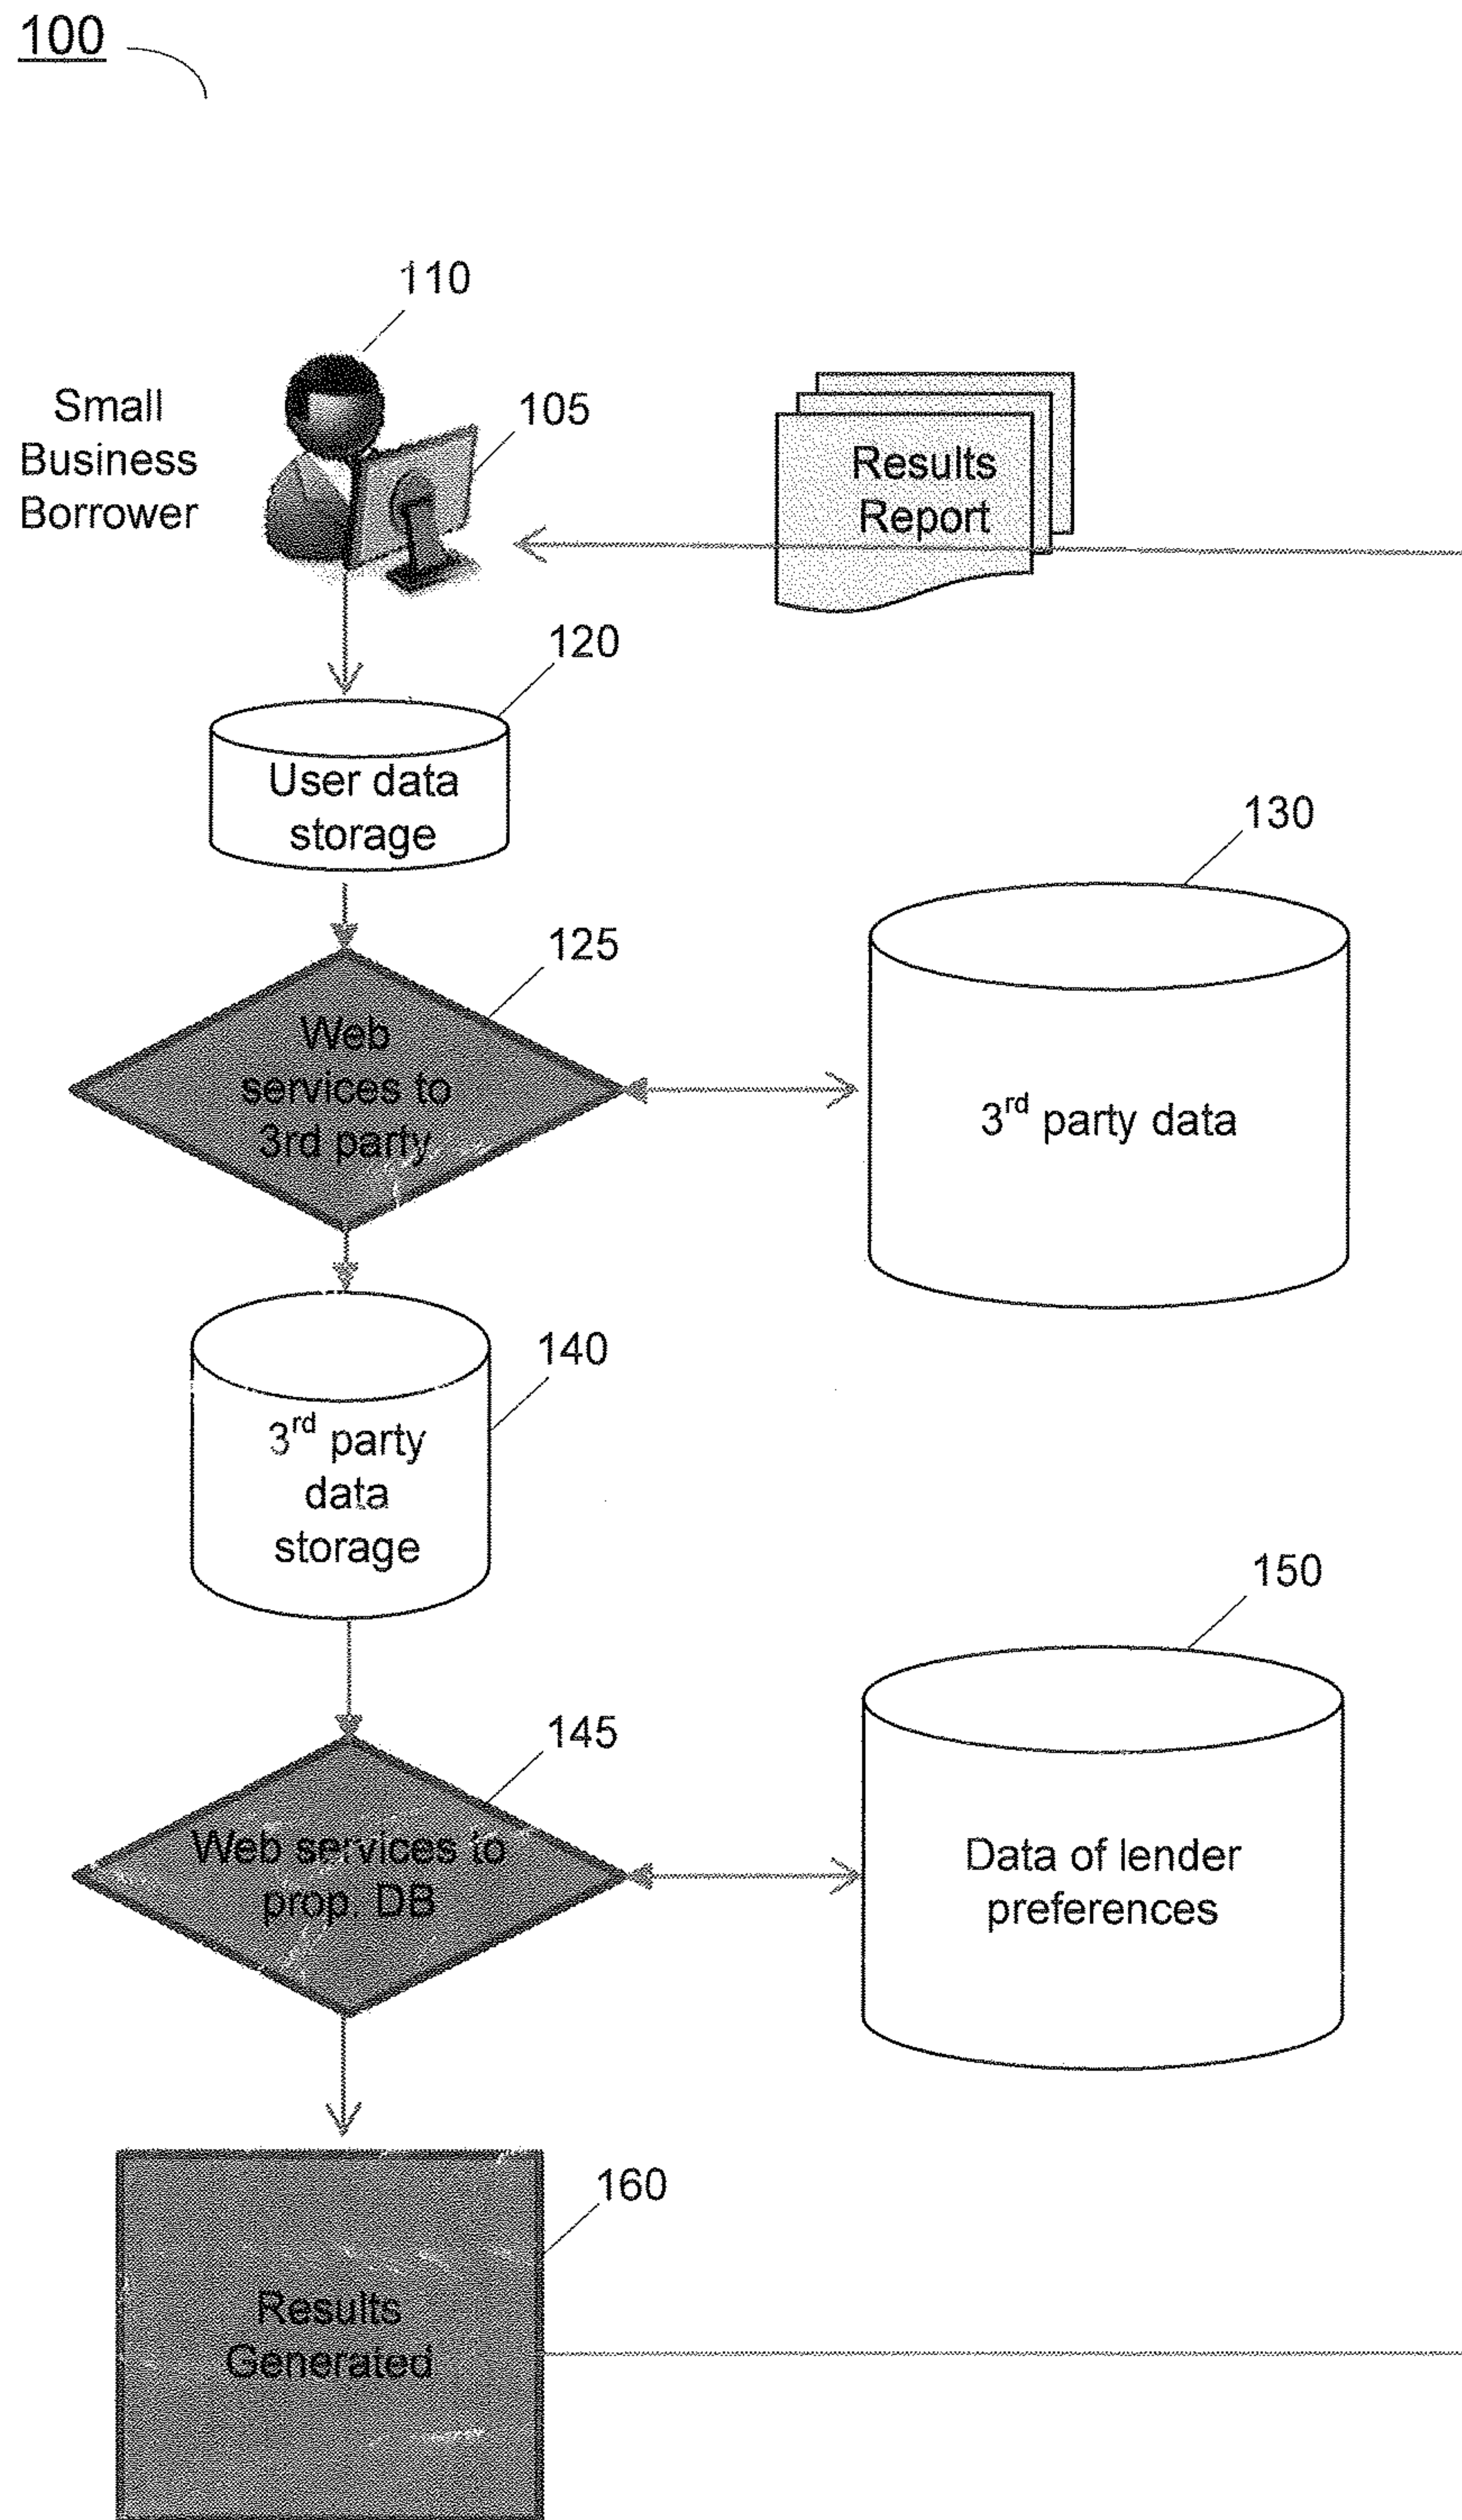 100
110
Small
Business
Borrower
105
Results
Report
120
User data
storage
130
125
Web
services to
3rd party
3rd party data
140
3rd party
data
storage
150
145
Web services to
prop. DB
Data of lender
preferences
160
Results
Generated